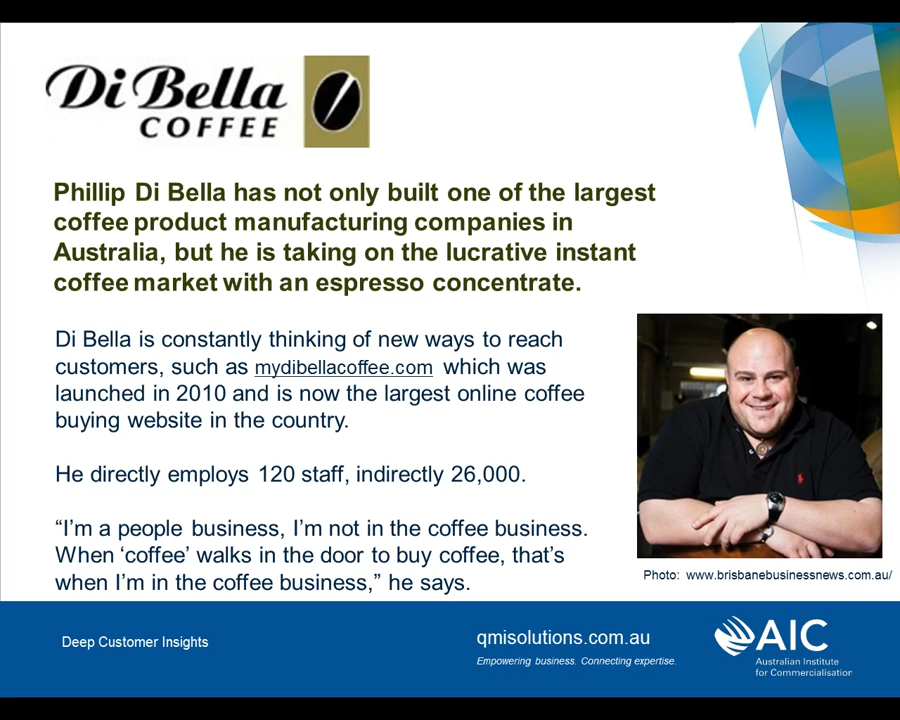 Di Bella
COFFEE
Phillip Di Bella has not only built one of the largest
coffee product manufacturing companies in
Australia, but he is taking on the lucrative instant
coffee market with an espresso concentrate.
Di Bella is constantly thinking of new ways to reach
customers, such as mydibellacoffee.com which was
launched in 2010 and is now the largest online coffee
buying website in the country.
He directly employs 120 staff, indirectly 26,000.
“I’m a people business, I’m not in the coffee business.
When ‘coffee’ walks in the door to buy coffee, that’s
when I’m in the coffee business,” he says.
Photo: www.brisbanebusinessnews.com.au/
Deep Customer Insights
qmisolutions.com.au
Empowering business. Connecting expertise.
AIC
Australian Institute
for Commercialisation